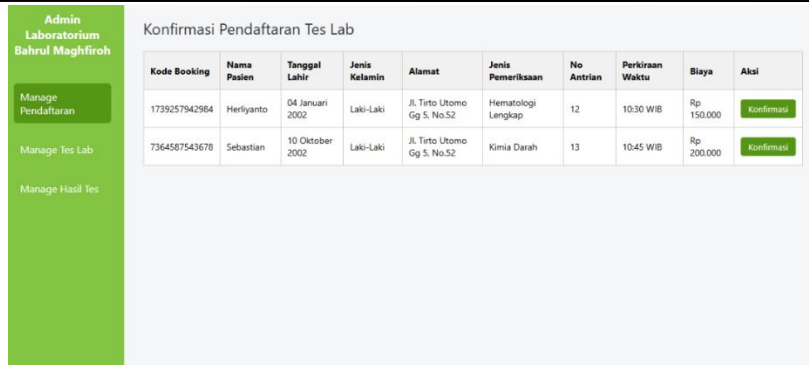 Admin
Laboratorium
Bahrul Maghfiroh
Manage
Pendaftaran
Manage Tes Lab
Manage Hasil Tes
Konfirmasi Pendaftaran Tes Lab
Kode Booking Nama Pasien Tanggal Lahir Jenis Kelamin Alamat Jenis Pemeriksaan No Antrian Perkiraan Waktu Biaya Aksi
1739257942984 Herliyanto 04 Januari 2002 Laki-Laki Jl. Tirto Utomo Gg 5, No.52 Hematologi Lengkap 12 10:30 WIB Rp 150.000 Konfirmasi
7364587543678 Sebastian 10 Oktober 2002 Laki-Laki Jl. Tirto Utomo Gg 5, No.52 Kimia Darah 13 10:45 WIB Rp 200.000 Konfirmasi